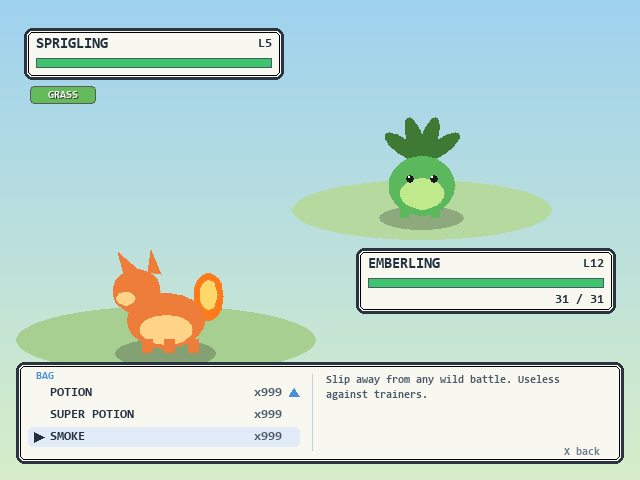 SPRIGLING L5
GRASS
EMBERLING L12
31 / 31
BAG
POTION x999
SUPER POTION x999
SMOKE x999
Slip away from any wild battle. Useless
against trainers.
X back